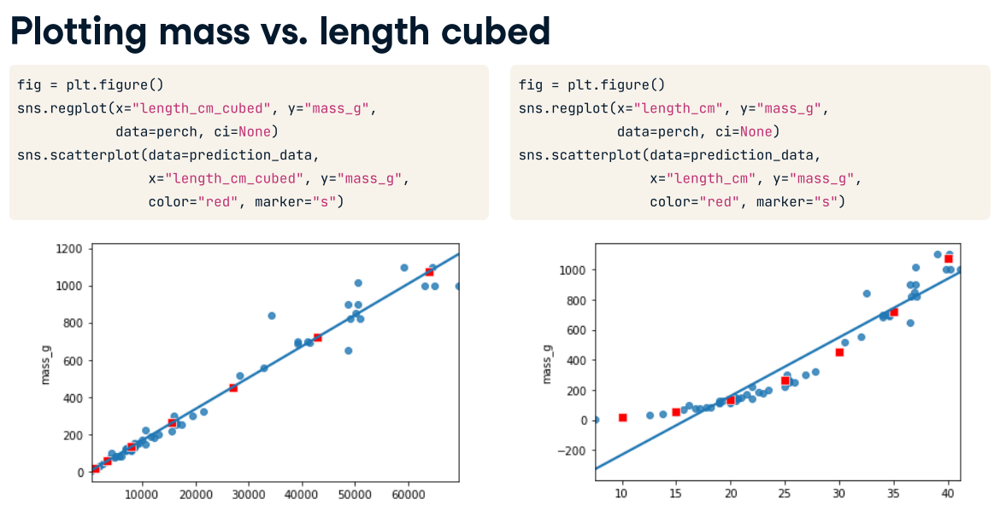 Plotting mass vs. length cubed
fig = plt.figure()
sns.regplot(x="length_cm_cubed", y="mass_g",
            data=perch, ci=None)
sns.scatterplot(data=prediction_data,
                x="length_cm_cubed", y="mass_g",
                color="red", marker="s")
fig = plt.figure()
sns.regplot(x="length_cm", y="mass_g",
            data=perch, ci=None)
sns.scatterplot(data=prediction_data,
                x="length_cm", y="mass_g",
                color="red", marker="s")
1200
1000
800
600
400
200
0
mass_g
10000 20000 30000 40000 50000 60000
1000
800
600
400
200
0
−200
mass_g
10 15 20 25 30 35 40